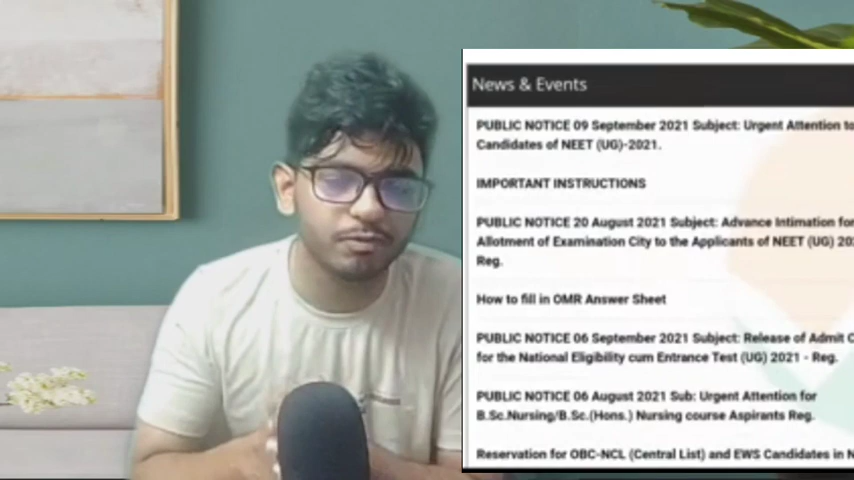 News & Events
PUBLIC NOTICE 09 September 2021 Subject: Urgent Attention to
Candidates of NEET (UG)-2021.
IMPORTANT INSTRUCTIONS
PUBLIC NOTICE 20 August 2021 Subject: Advance Intimation for
Allotment of Examination City to the Applicants of NEET (UG)
Reg.
How to fill in OMR Answer Sheet
PUBLIC NOTICE 06 September 2021 Subject: Release of Admit
for the National Eligibility cum Entrance Test (UG) 2021 - Reg.
PUBLIC NOTICE 06 August 2021 Sub: Urgent Attention for
B.Sc.Nursing/B.Sc.(Hons.) Nursing course Aspirants Reg.
Reservation for OBC-NCL (Central List) and EWS Candidates in